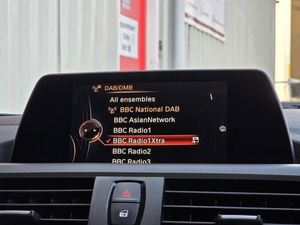 DAB/DMB
All ensembles
BBC National DAB
BBC AsianNetwork
BBC Radio1
BBC Radio1Xtra
BBC Radio2
BBC Radio3